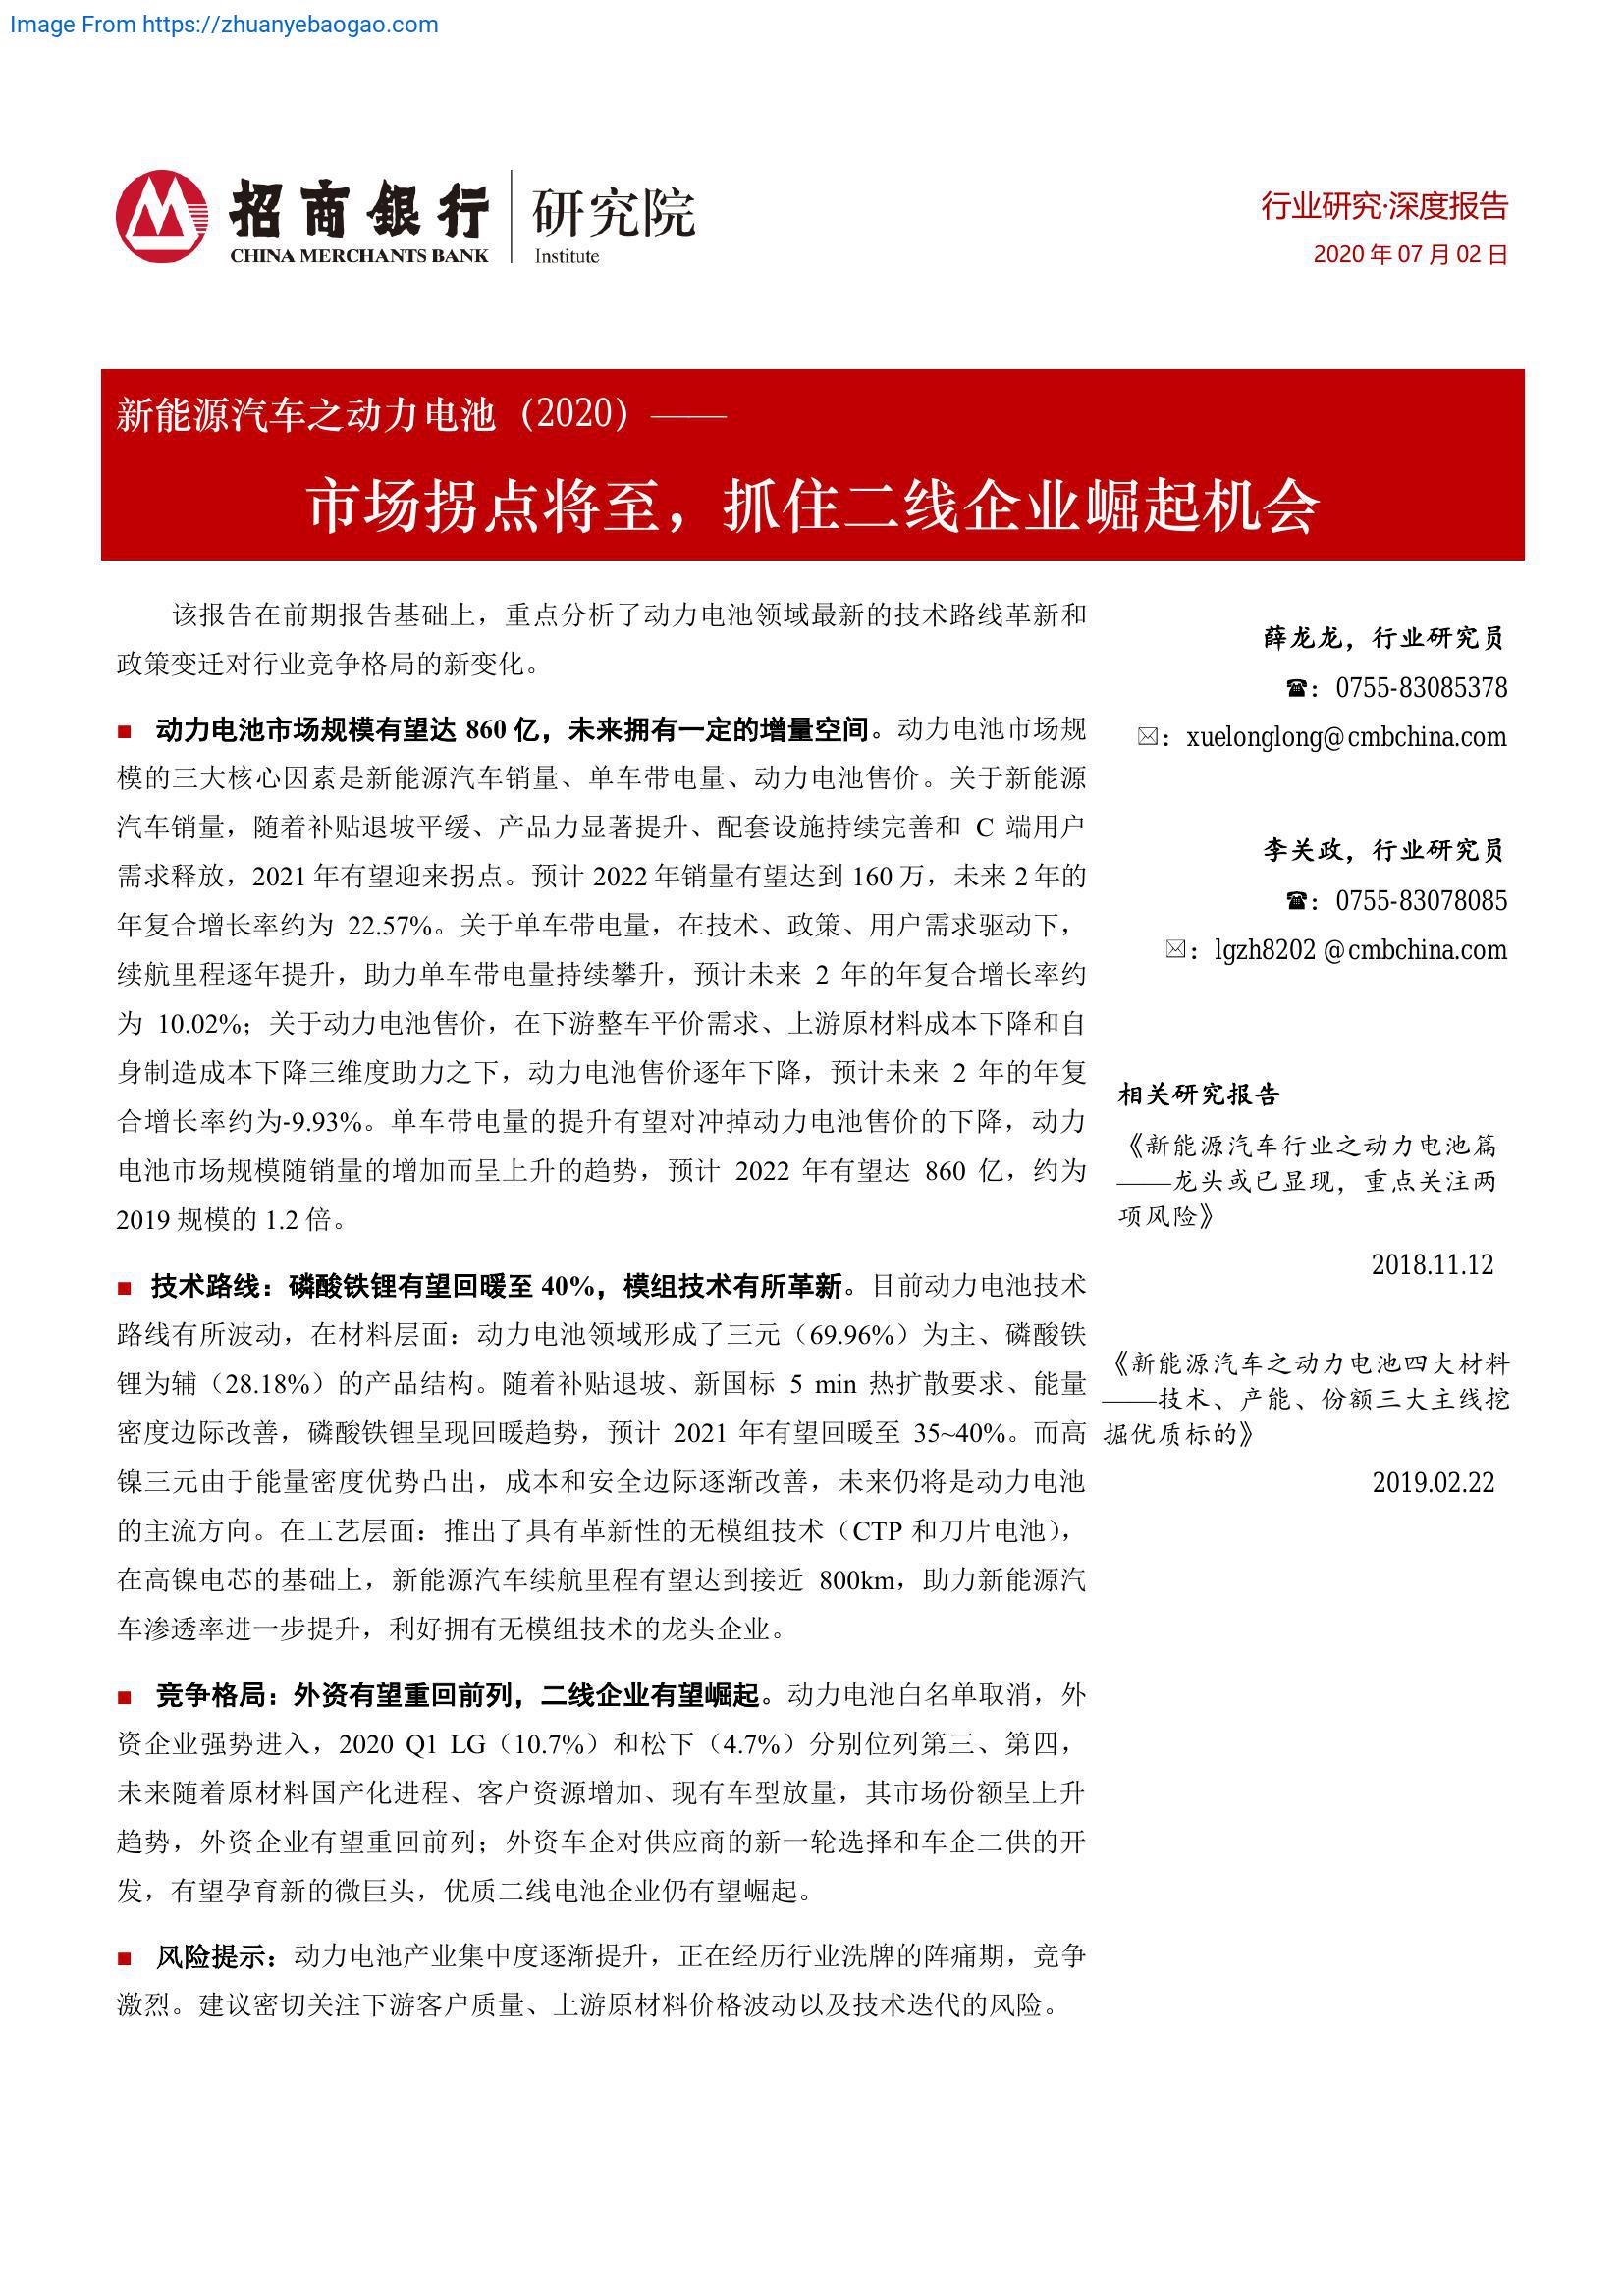 Image From https://zhuanyebaogao.com
招商銀行
CHINA MERCHANTS BANK
研究院
Institute
行业研究·深度报告
2020 年 07 月 02 日
新能源汽车之动力电池（2020）——
市场拐点将至，抓住二线企业崛起机会
该报告在前期报告基础上，重点分析了动力电池领域最新的技术路线革新和
政策变迁对行业竞争格局的新变化。
■ 动力电池市场规模有望达 860 亿，未来拥有一定的增量空间。动力电池市场规
模的三大核心因素是新能源汽车销量、单车带电量、动力电池售价。关于新能源
汽车销量，随着补贴退坡平缓、产品力显著提升、配套设施持续完善和 C 端用户
需求释放，2021 年有望迎来拐点。预计 2022 年销量有望达到 160 万，未来 2 年的
年复合增长率约为 22.57%。关于单车带电量，在技术、政策、用户需求驱动下，
续航里程逐年提升，助力单车带电量持续攀升，预计未来 2 年的年复合增长率约
为 10.02%；关于动力电池售价，在下游整车平价需求、上游原材料成本下降和自
身制造成本下降三维度助力之下，动力电池售价逐年下降，预计未来 2 年的年复
合增长率约为-9.93%。单车带电量的提升有望对冲掉动力电池售价的下降，动力
电池市场规模随销量的增加而呈上升的趋势，预计 2022 年有望达 860 亿，约为
2019 规模的 1.2 倍。
■ 技术路线：磷酸铁锂有望回暖至 40%，模组技术有所革新。目前动力电池技术
路线有所波动，在材料层面：动力电池领域形成了三元（69.96%）为主、磷酸铁
锂为辅（28.18%）的产品结构。随着补贴退坡、新国标 5 min 热扩散要求、能量
密度边际改善，磷酸铁锂呈现回暖趋势，预计 2021 年有望回暖至 35~40%。而高
镍三元由于能量密度优势凸出，成本和安全边际逐渐改善，未来仍将是动力电池
的主流方向。在工艺层面：推出了具有革新性的无模组技术（CTP 和刀片电池），
在高镍电芯的基础上，新能源汽车续航里程有望达到接近 800km，助力新能源汽
车渗透率进一步提升，利好拥有无模组技术的龙头企业。
■ 竞争格局：外资有望重回前列，二线企业有望崛起。动力电池白名单取消，外
资企业强势进入，2020 Q1 LG（10.7%）和松下（4.7%）分别位列第三、第四，
未来随着原材料国产化进程、客户资源增加、现有车型放量，其市场份额呈上升
趋势，外资企业有望重回前列；外资车企对供应商的新一轮选择和车企二供的开
发，有望孕育新的微巨头，优质二线电池企业仍有望崛起。
■ 风险提示：动力电池产业集中度逐渐提升，正在经历行业洗牌的阵痛期，竞争
激烈。建议密切关注下游客户质量、上游原材料价格波动以及技术迭代的风险。
薛龙龙，行业研究员
☎：0755-83085378
✉：xuelonglong@cmbchina.com
李关政，行业研究员
☎：0755-83078085
✉：lgzh8202 @cmbchina.com
相关研究报告
《新能源汽车行业之动力电池篇
——龙头或已显现，重点关注两
项风险》
2018.11.12
《新能源汽车之动力电池四大材料
——技术、产能、份额三大主线挖
掘优质标的》
2019.02.22